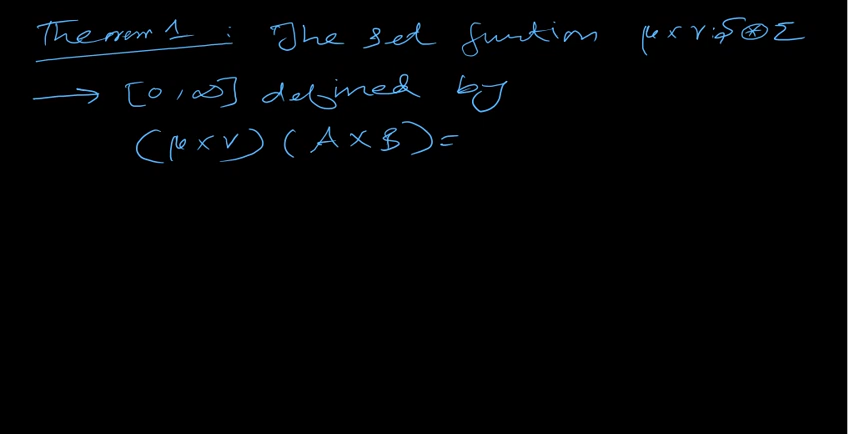 Theorem 1 : The set function μ × ν : S ⊛ Σ
⟶ [0, ∞] defined by
(μ × ν) (A × B) =